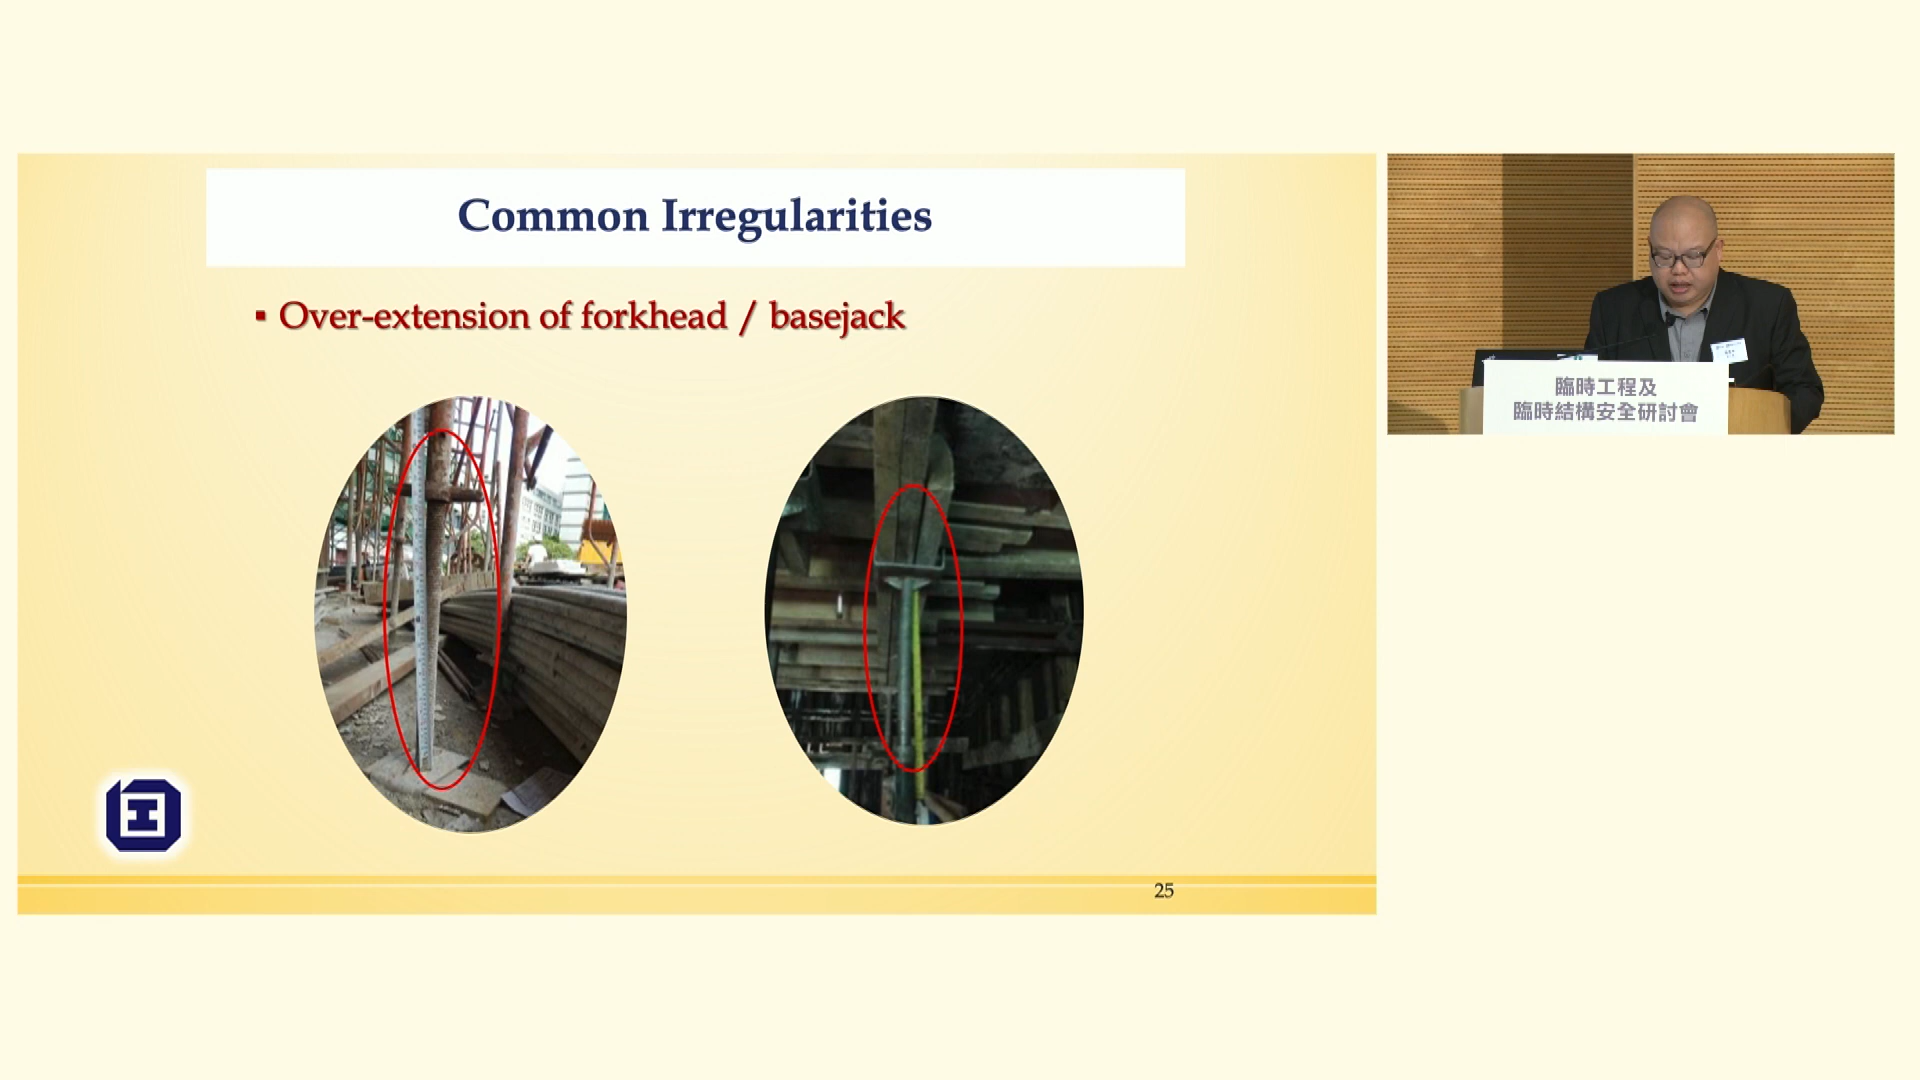 Common Irregularities
▪ Over-extension of forkhead / basejack
25
臨時工程及
臨時結構安全研討會